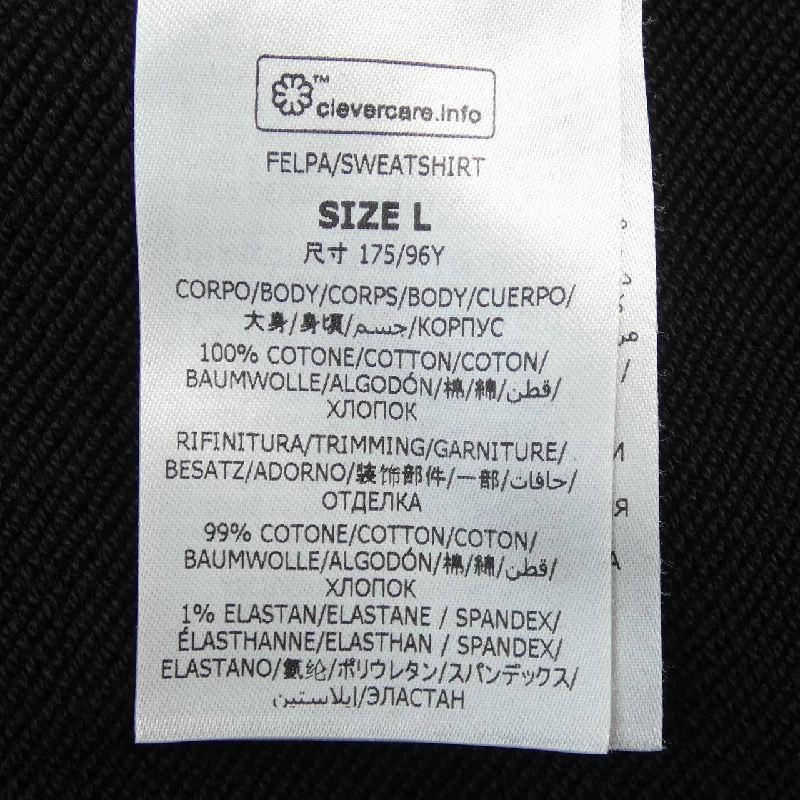 ™
clevercare.info
FELPA/SWEATSHIRT
SIZE L
尺寸 175/96Y
CORPO/BODY/CORPS/BODY/CUERPO/
大身/身頃/جسم/КОРПУС
100% COTONE/COTTON/COTON/
BAUMWOLLE/ALGODÓN/棉/綿/قطن/
ХЛОПОК
RIFINITURA/TRIMMING/GARNITURE/
BESATZ/ADORNO/装饰部件/一部/حافات/
ОТДЕЛКА
99% COTONE/COTTON/COTON/
BAUMWOLLE/ALGODÓN/棉/綿/قطن/
ХЛОПОК
1% ELASTAN/ELASTANE / SPANDEX/
ÉLASTHANNE/ELASTHAN / SPANDEX/
ELASTANO/氨纶/ポリウレタン/スパンデックス/
إيلاستين/ЭЛАСТАН